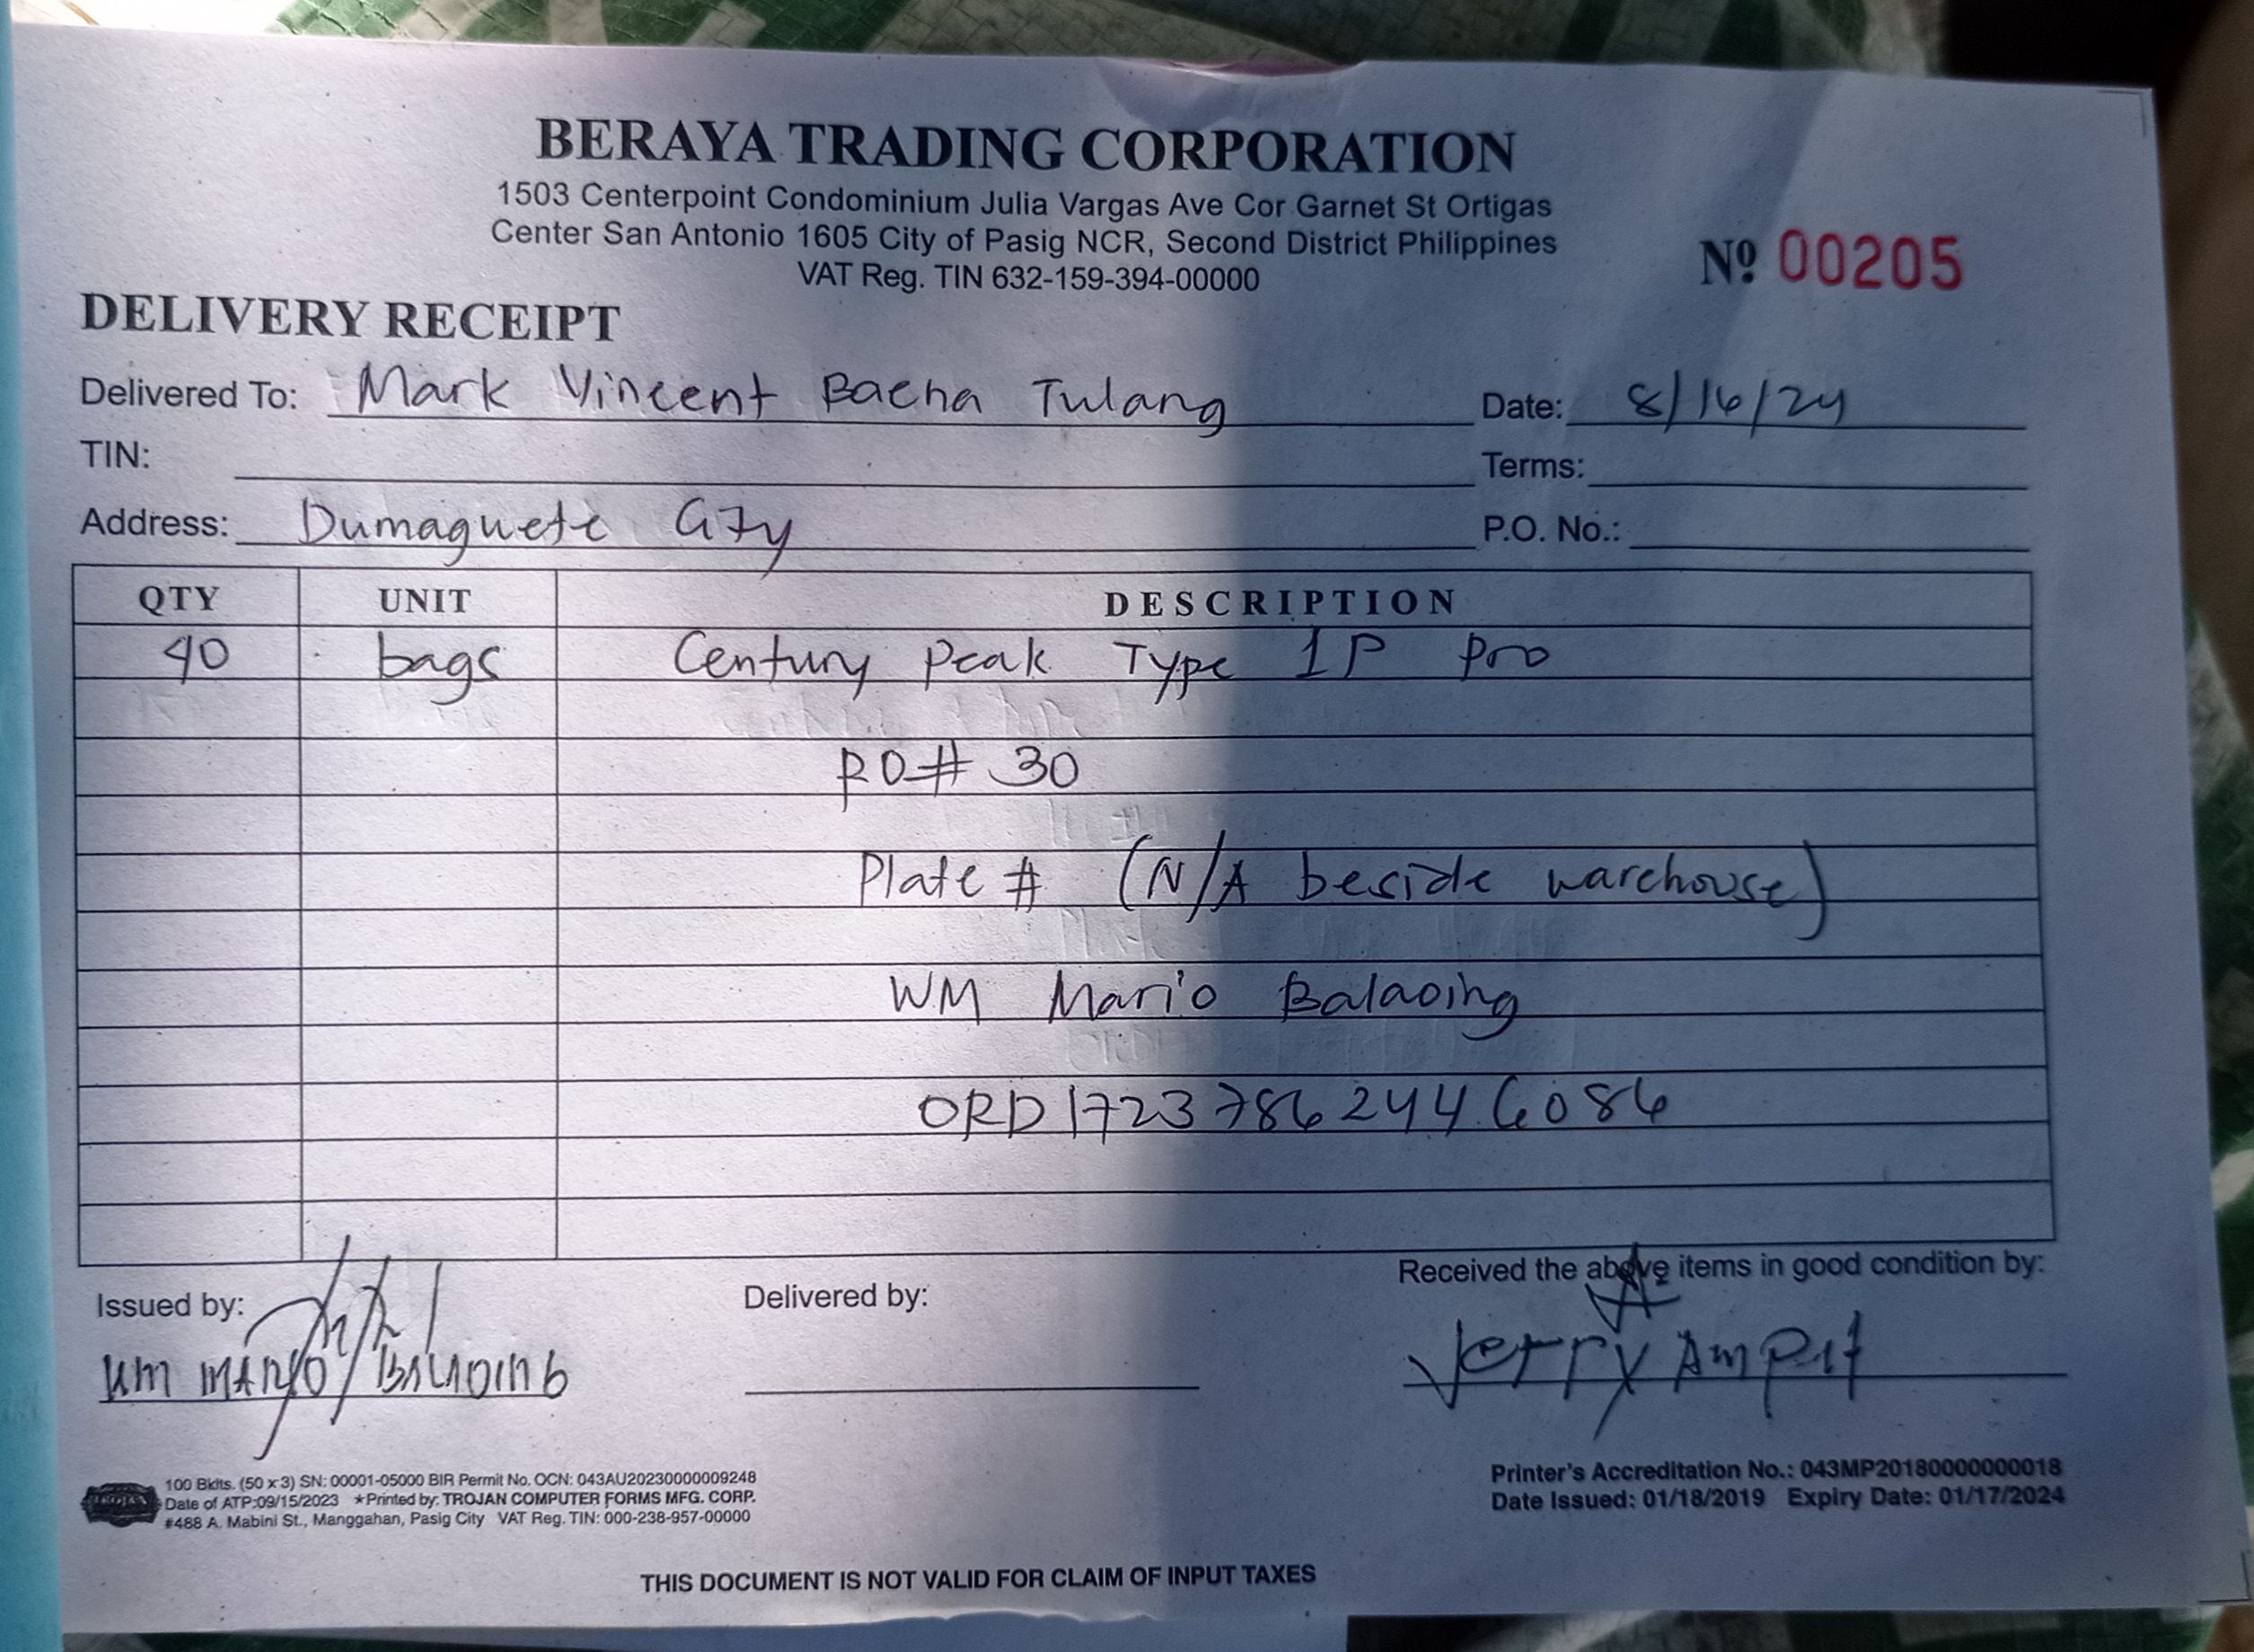 BERAYA TRADING CORPORATION
1503 Centerpoint Condominium Julia Vargas Ave Cor Garnet St Ortigas
Center San Antonio 1605 City of Pasig NCR, Second District Philippines
VAT Reg. TIN 632-159-394-00000
Nº 00205
DELIVERY RECEIPT
Delivered To: Mark Vincent Bacha Tulang Date: 8/16/24
TIN: Terms:
Address: Dumaguete City P.O. No.:
QTY UNIT DESCRIPTION
40 bags Century Peak Type 1P Pro
RO# 30
Plate # (N/A beside warehouse)
WM Mario Balaoing
ORD17237862446086
Issued by: Delivered by: Received the above items in good condition by:
WM MARIO BALAOING Jerry Ampit
100 Bklts. (50 x 3) SN: 00001-05000 BIR Permit No. OCN: 043AU20230000009248
Date of ATP:09/15/2023 *Printed by: TROJAN COMPUTER FORMS MFG. CORP.
#488 A. Mabini St., Manggahan, Pasig City VAT Reg. TIN: 000-238-957-00000
Printer's Accreditation No.: 043MP20180000000018
Date Issued: 01/18/2019 Expiry Date: 01/17/2024
THIS DOCUMENT IS NOT VALID FOR CLAIM OF INPUT TAXES